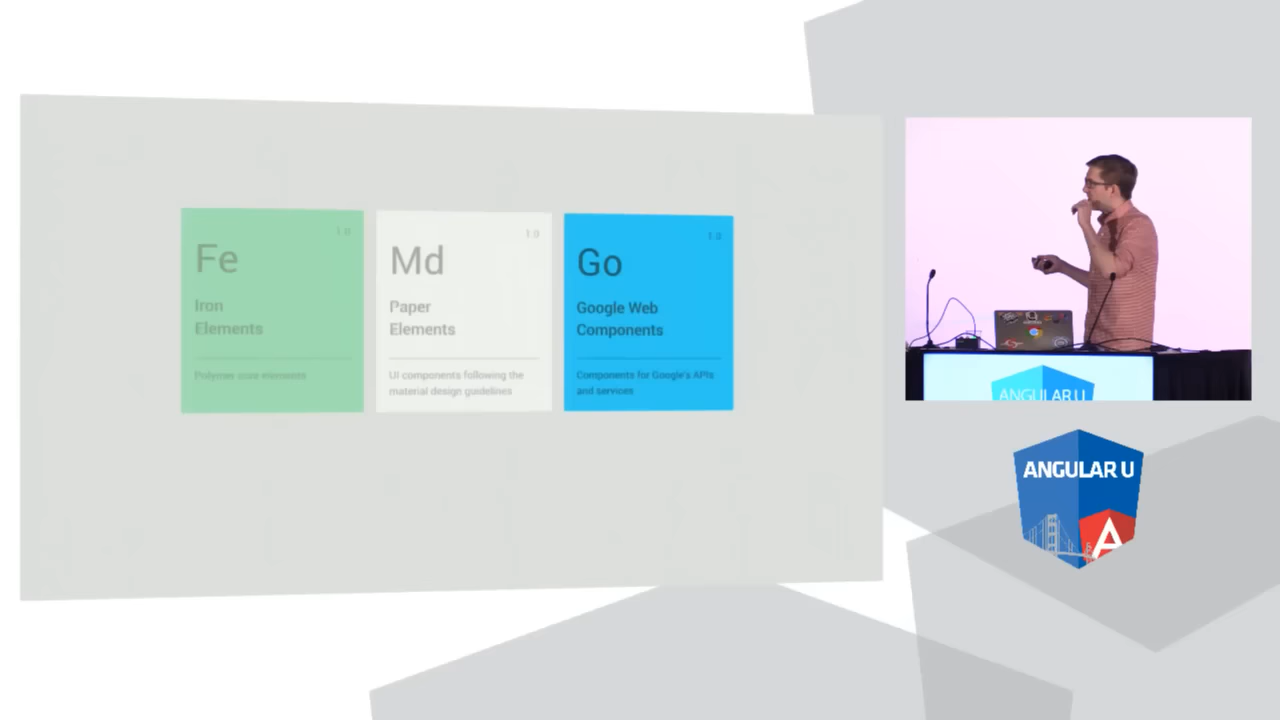 1.0
Fe
Iron
Elements
Polymer core elements
1.0
Md
Paper
Elements
UI components following the
material design guidelines
1.0
Go
Google Web
Components
Components for Google's APIs
and services
ANGULAR U
ANGULAR U
A